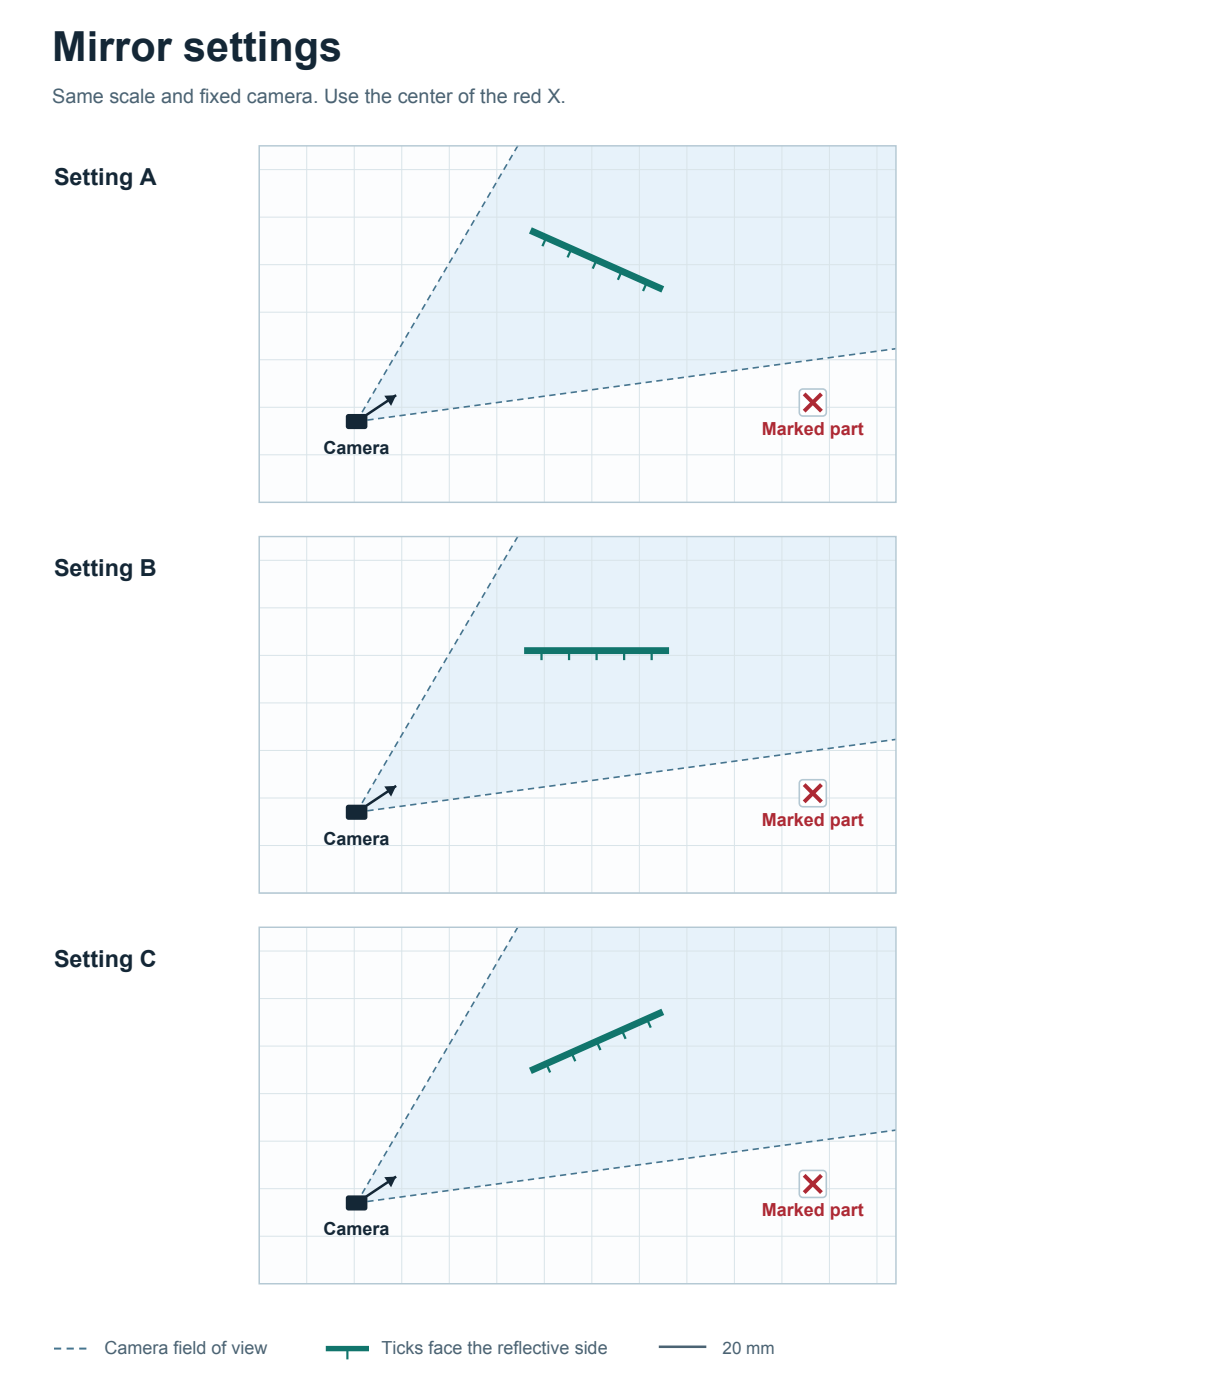 Mirror settings
Same scale and fixed camera. Use the center of the red X.
Setting A
Camera
Marked part
Setting B
Camera
Marked part
Setting C
Camera
Marked part
Camera field of view
Ticks face the reflective side
20 mm